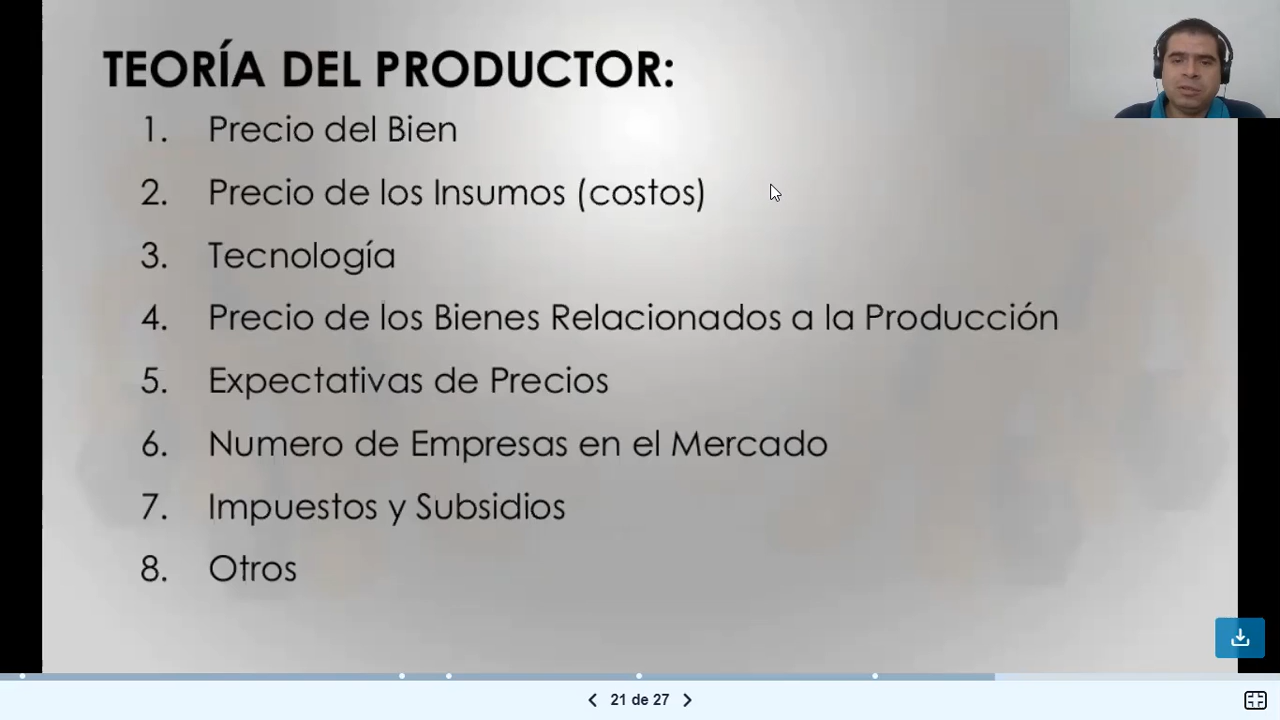 TEORÍA DEL PRODUCTOR:
1. Precio del Bien
2. Precio de los Insumos (costos)
3. Tecnología
4. Precio de los Bienes Relacionados a la Producción
5. Expectativas de Precios
6. Numero de Empresas en el Mercado
7. Impuestos y Subsidios
8. Otros
21 de 27